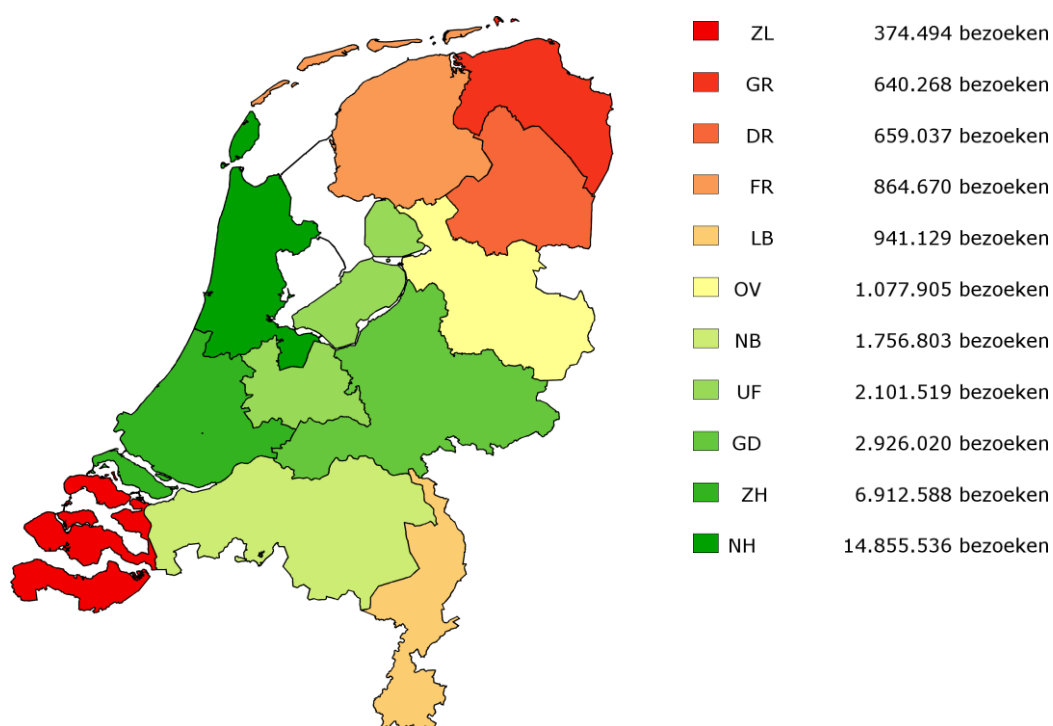 ZL 374.494 bezoeken
GR 640.268 bezoeken
DR 659.037 bezoeken
FR 864.670 bezoeken
LB 941.129 bezoeken
OV 1.077.905 bezoeken
NB 1.756.803 bezoeken
UF 2.101.519 bezoeken
GD 2.926.020 bezoeken
ZH 6.912.588 bezoeken
NH 14.855.536 bezoeken